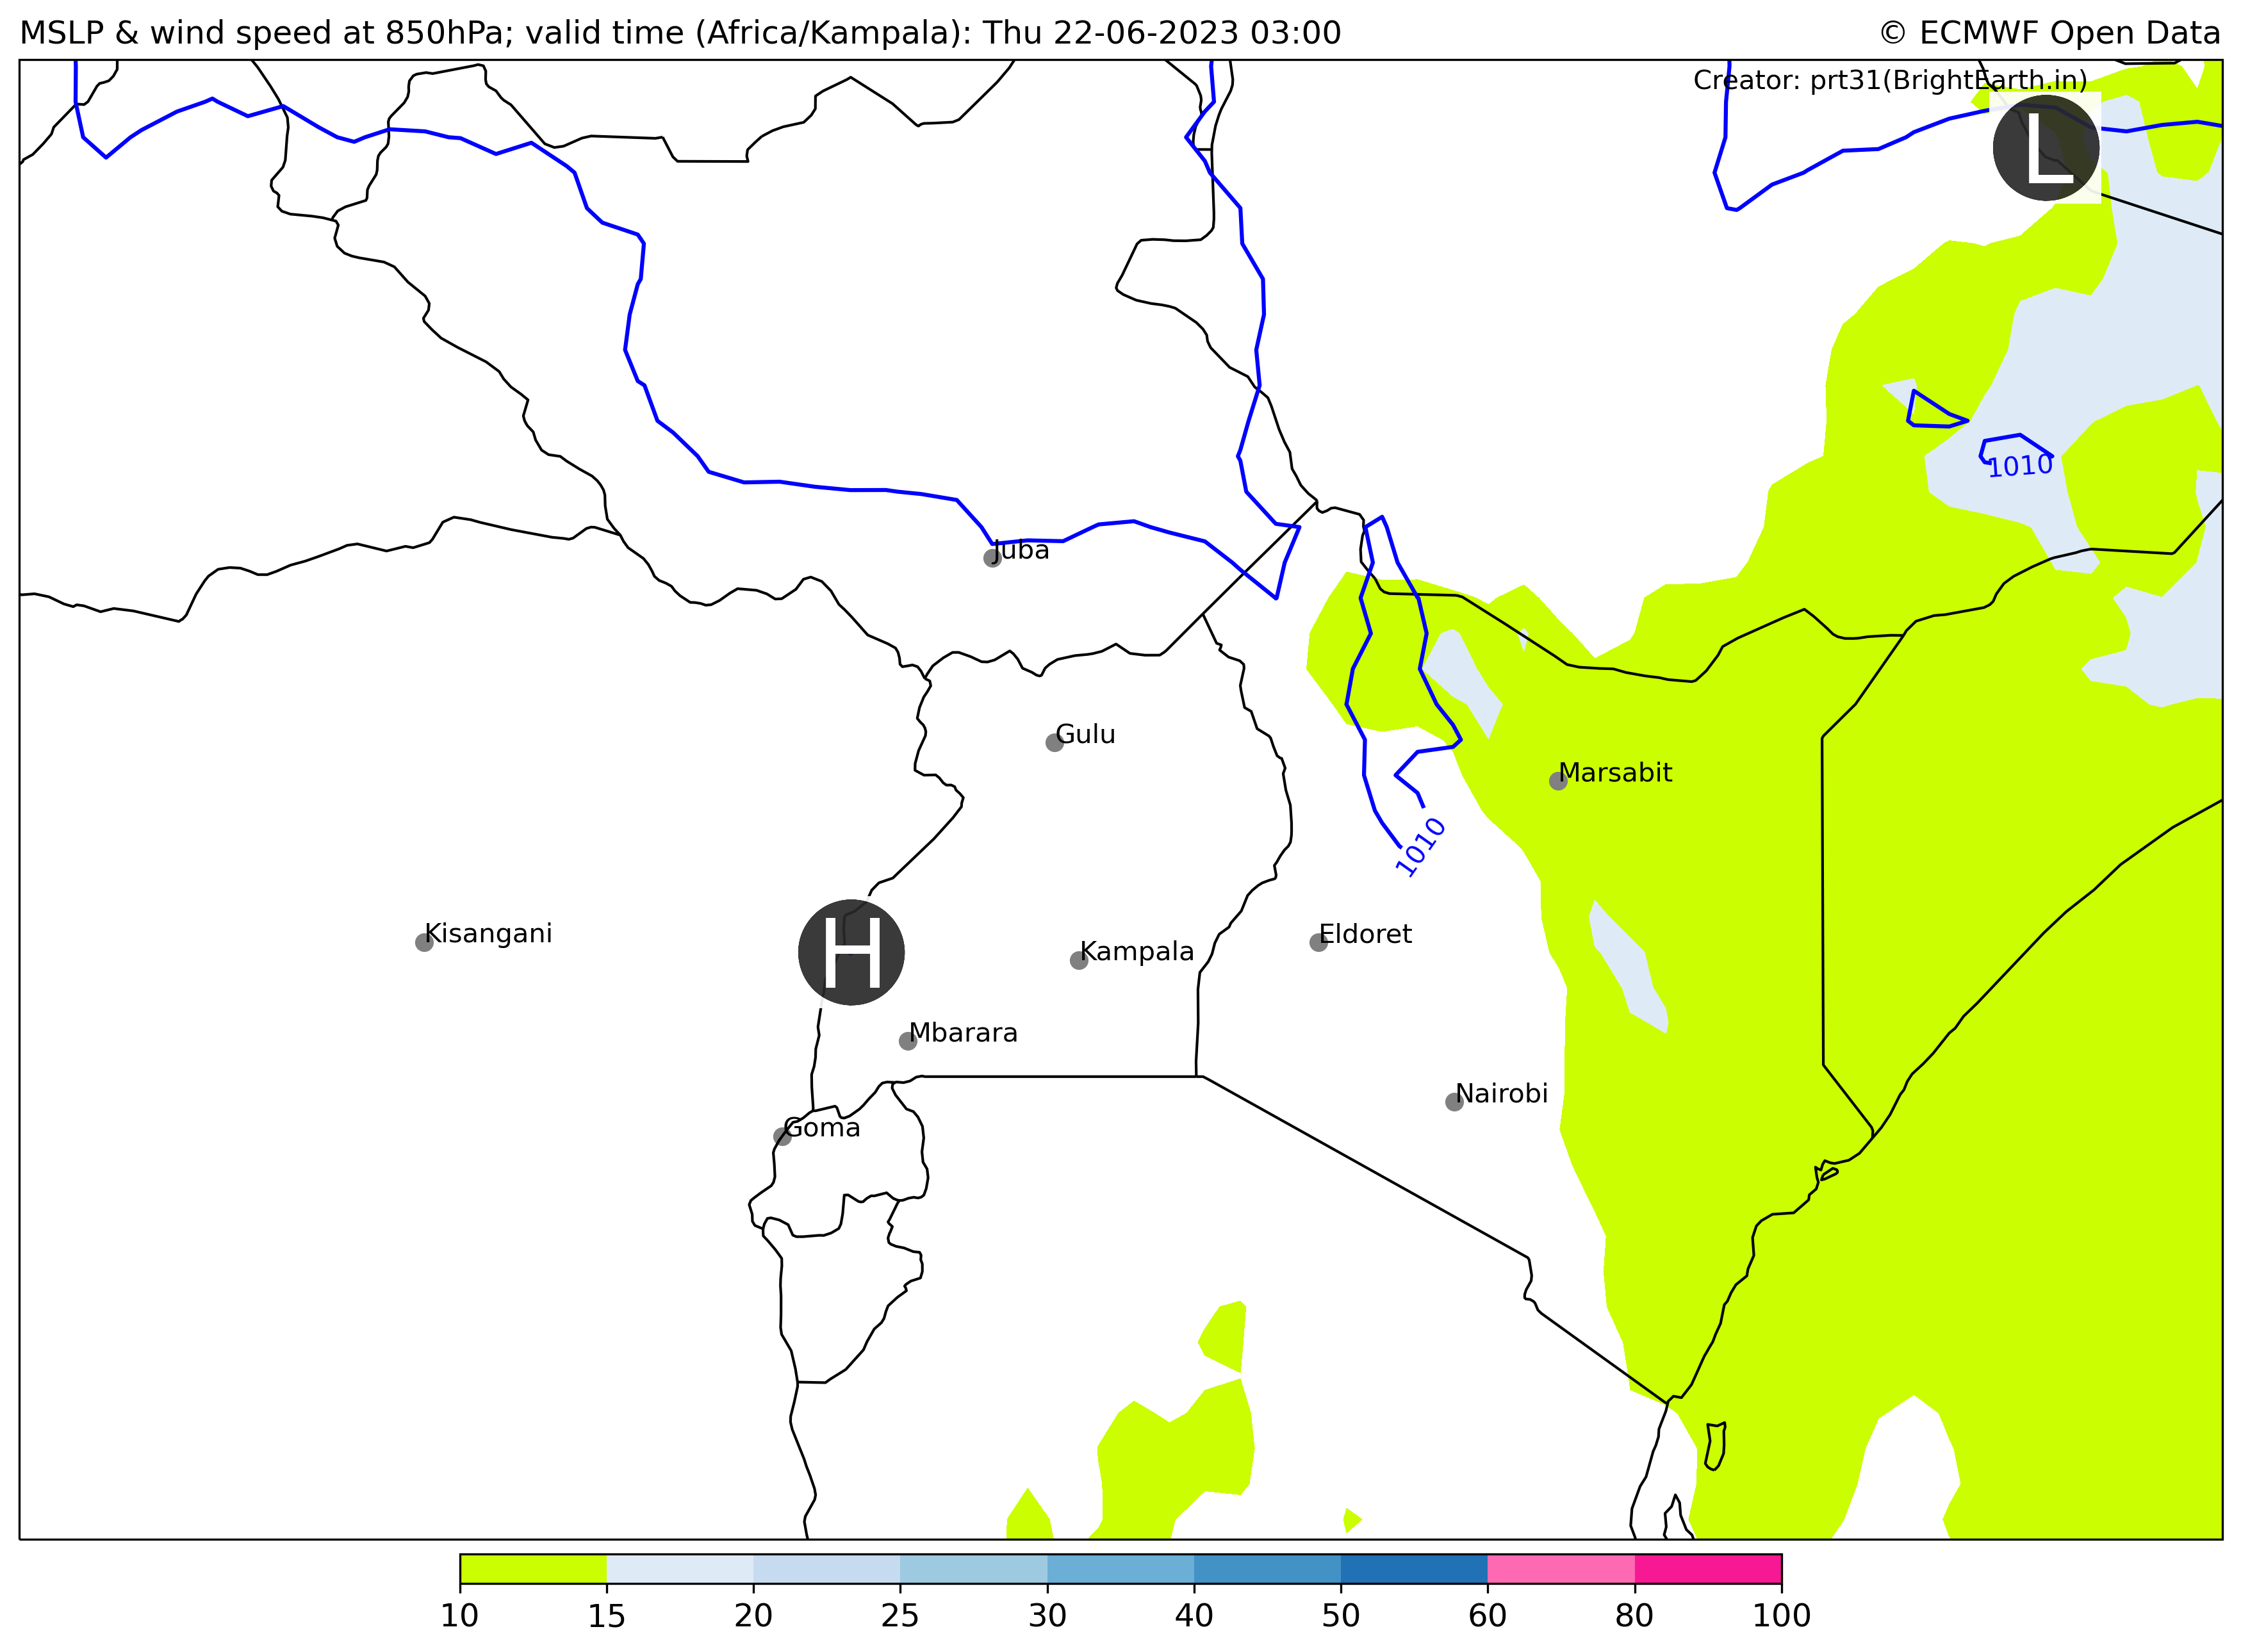 MSLP & wind speed at 850hPa; valid time (Africa/Kampala): Thu 22-06-2023 03:00
© ECMWF Open Data
Creator: prt31(BrightEarth.in)
L
1010
Juba
Gulu
Marsabit
1010
Kisangani
H
Kampala
Eldoret
Mbarara
Nairobi
Goma
10 15 20 25 30 40 50 60 80 100